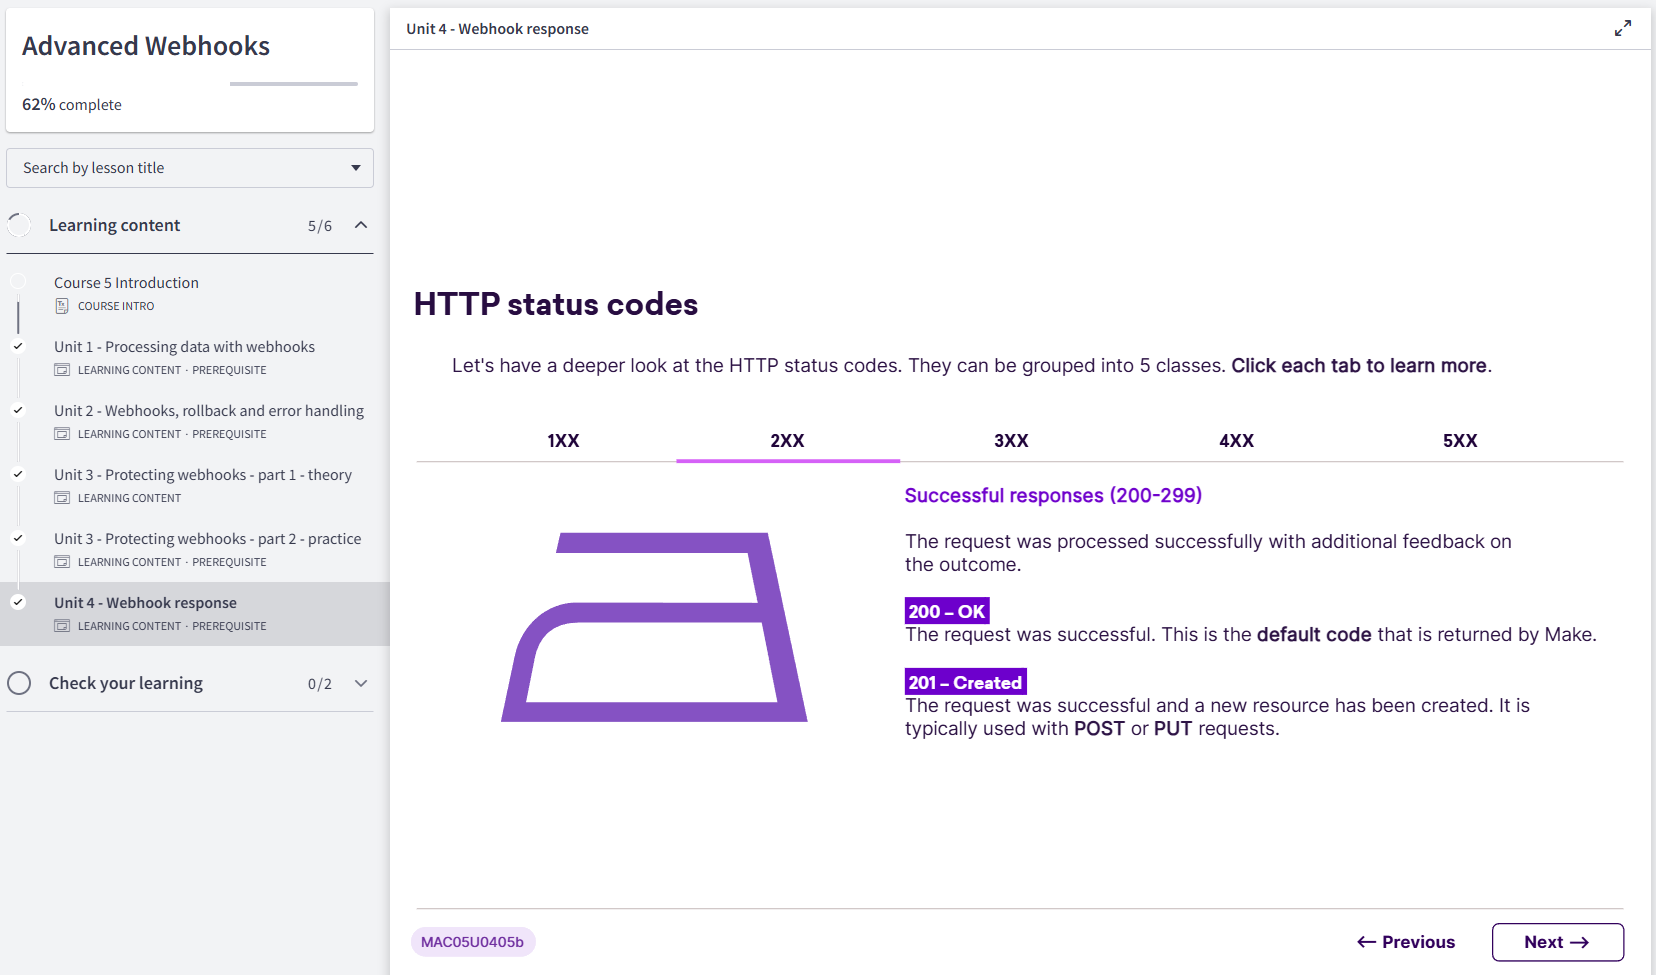 Advanced Webhooks
62% complete
Search by lesson title
Learning content 5/6
Course 5 Introduction
COURSE INTRO
Unit 1 - Processing data with webhooks
LEARNING CONTENT · PREREQUISITE
Unit 2 - Webhooks, rollback and error handling
LEARNING CONTENT · PREREQUISITE
Unit 3 - Protecting webhooks - part 1 - theory
LEARNING CONTENT
Unit 3 - Protecting webhooks - part 2 - practice
LEARNING CONTENT · PREREQUISITE
Unit 4 - Webhook response
LEARNING CONTENT · PREREQUISITE
Check your learning 0/2
Unit 4 - Webhook response
HTTP status codes
Let's have a deeper look at the HTTP status codes. They can be grouped into 5 classes. Click each tab to learn more.
1XX 2XX 3XX 4XX 5XX
Successful responses (200-299)
The request was processed successfully with additional feedback on
the outcome.
200 – OK
The request was successful. This is the default code that is returned by Make.
201 – Created
The request was successful and a new resource has been created. It is
typically used with POST or PUT requests.
MAC05U0405b
← Previous Next →